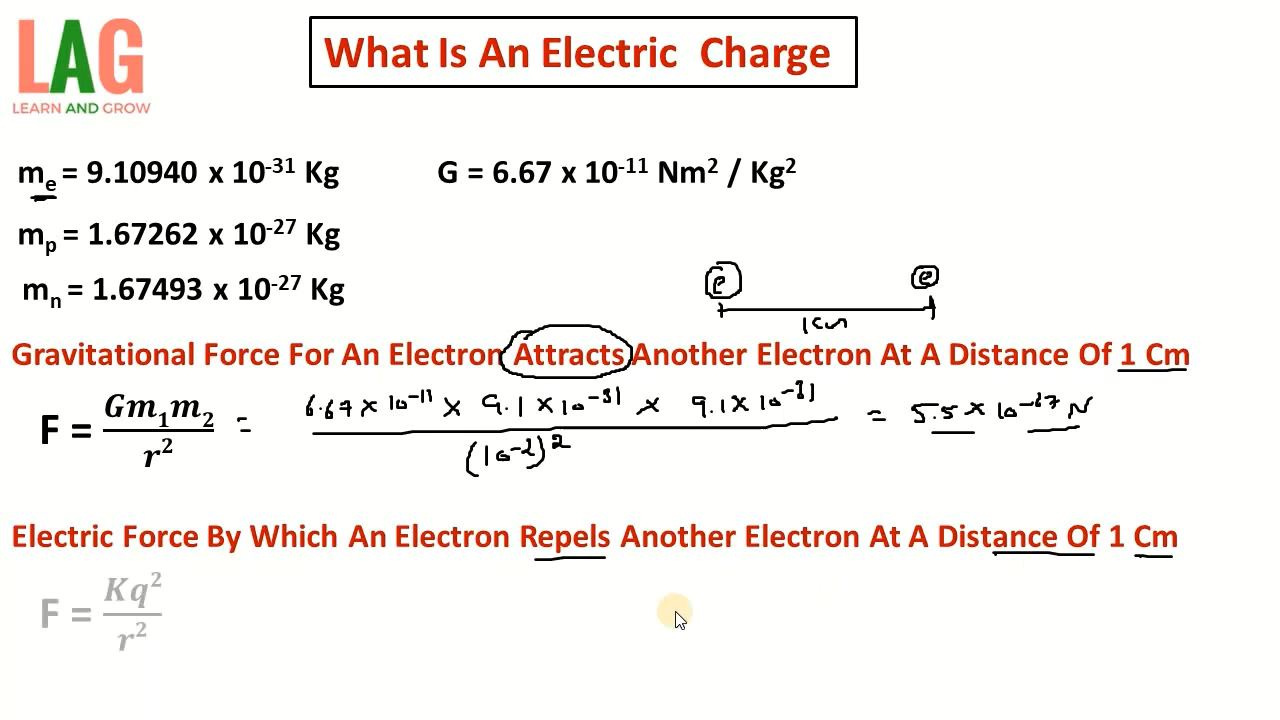 LAG
LEARN AND GROW
What Is An Electric Charge
mₑ = 9.10940 x 10⁻³¹ Kg G = 6.67 x 10⁻¹¹ Nm² / Kg²
mₚ = 1.67262 x 10⁻²⁷ Kg
mₙ = 1.67493 x 10⁻²⁷ Kg
e e
1cm
Gravitational Force For An Electron Attracts Another Electron At A Distance Of 1 Cm
F = Gm₁m₂ / r² = 6.67 x 10⁻¹¹ x 9.1 x 10⁻³¹ x 9.1 x 10⁻³¹ / (10⁻²)² = 5.5 x 10⁻⁶⁷ N
Electric Force By Which An Electron Repels Another Electron At A Distance Of 1 Cm
F = Kq² / r²